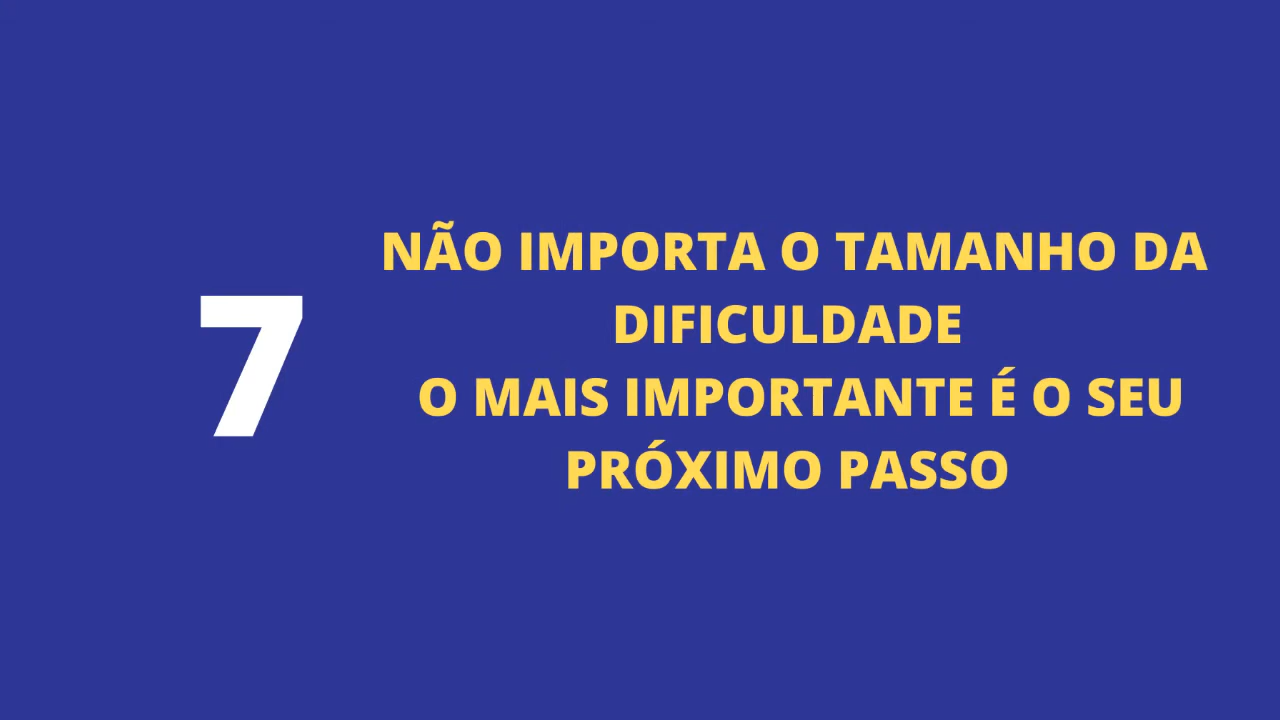 7
NÃO IMPORTA O TAMANHO DA
DIFICULDADE
O MAIS IMPORTANTE É O SEU
PRÓXIMO PASSO